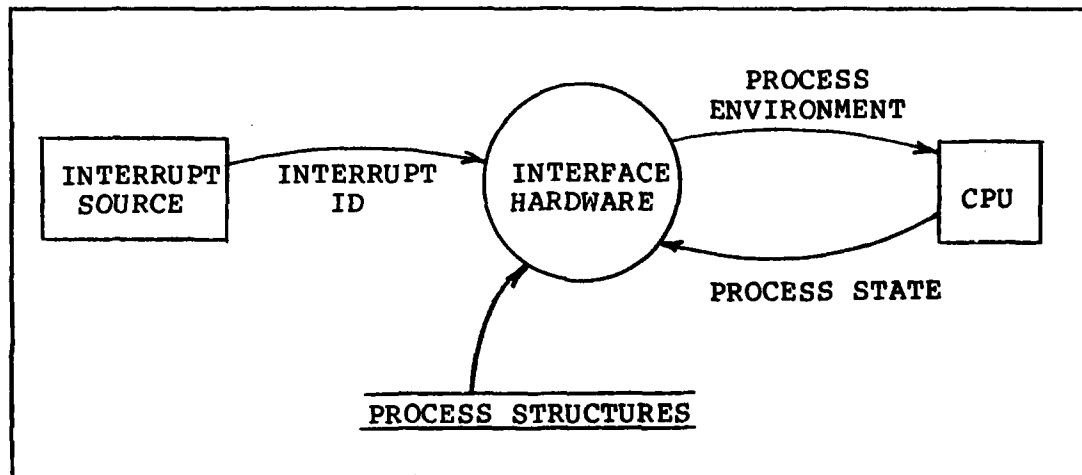 PROCESS
ENVIRONMENT
INTERRUPT
SOURCE
INTERRUPT
ID
INTERFACE
HARDWARE
CPU
PROCESS STATE
PROCESS STRUCTURES